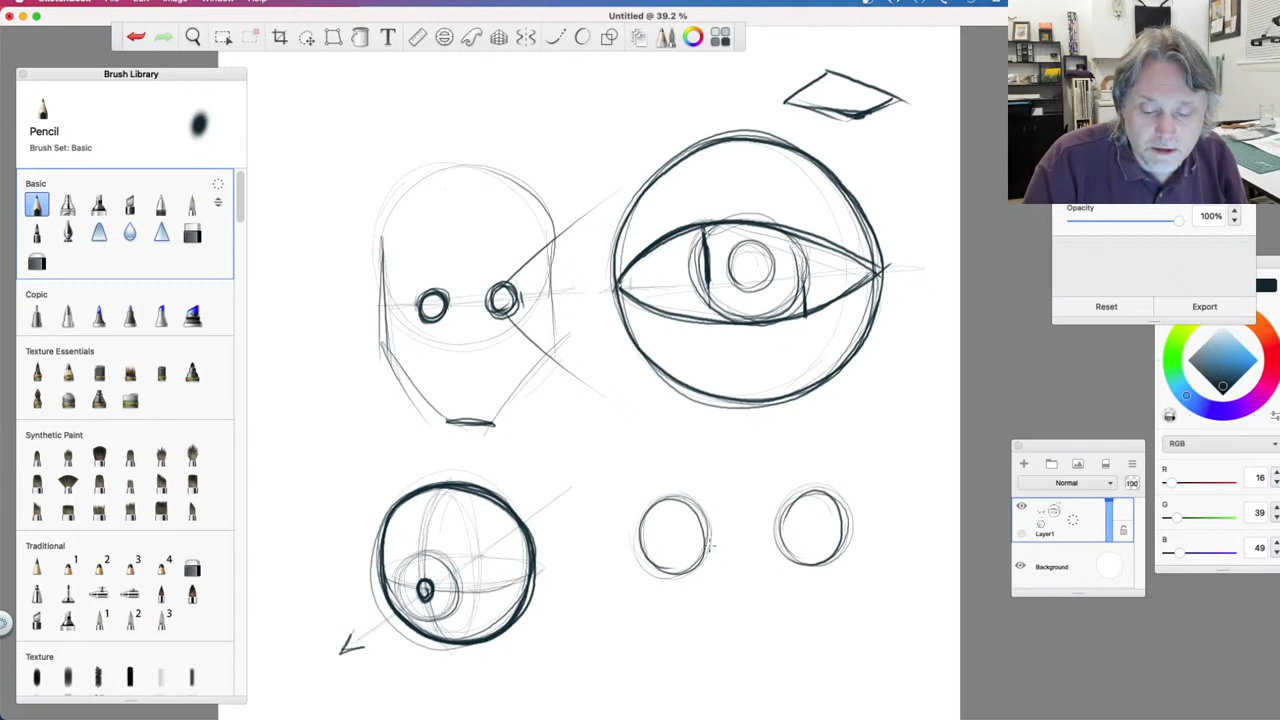 Untitled @ 39.2 %
T
Brush Library
Pencil
Brush Set: Basic
Basic
Copic
Texture Essentials
Synthetic Paint
Traditional
1 2 3 4
1 2 3
Texture
Opacity
100%
Reset
Export
Normal
100
Layer1
Background
RGB
R
16
G
39
B
49